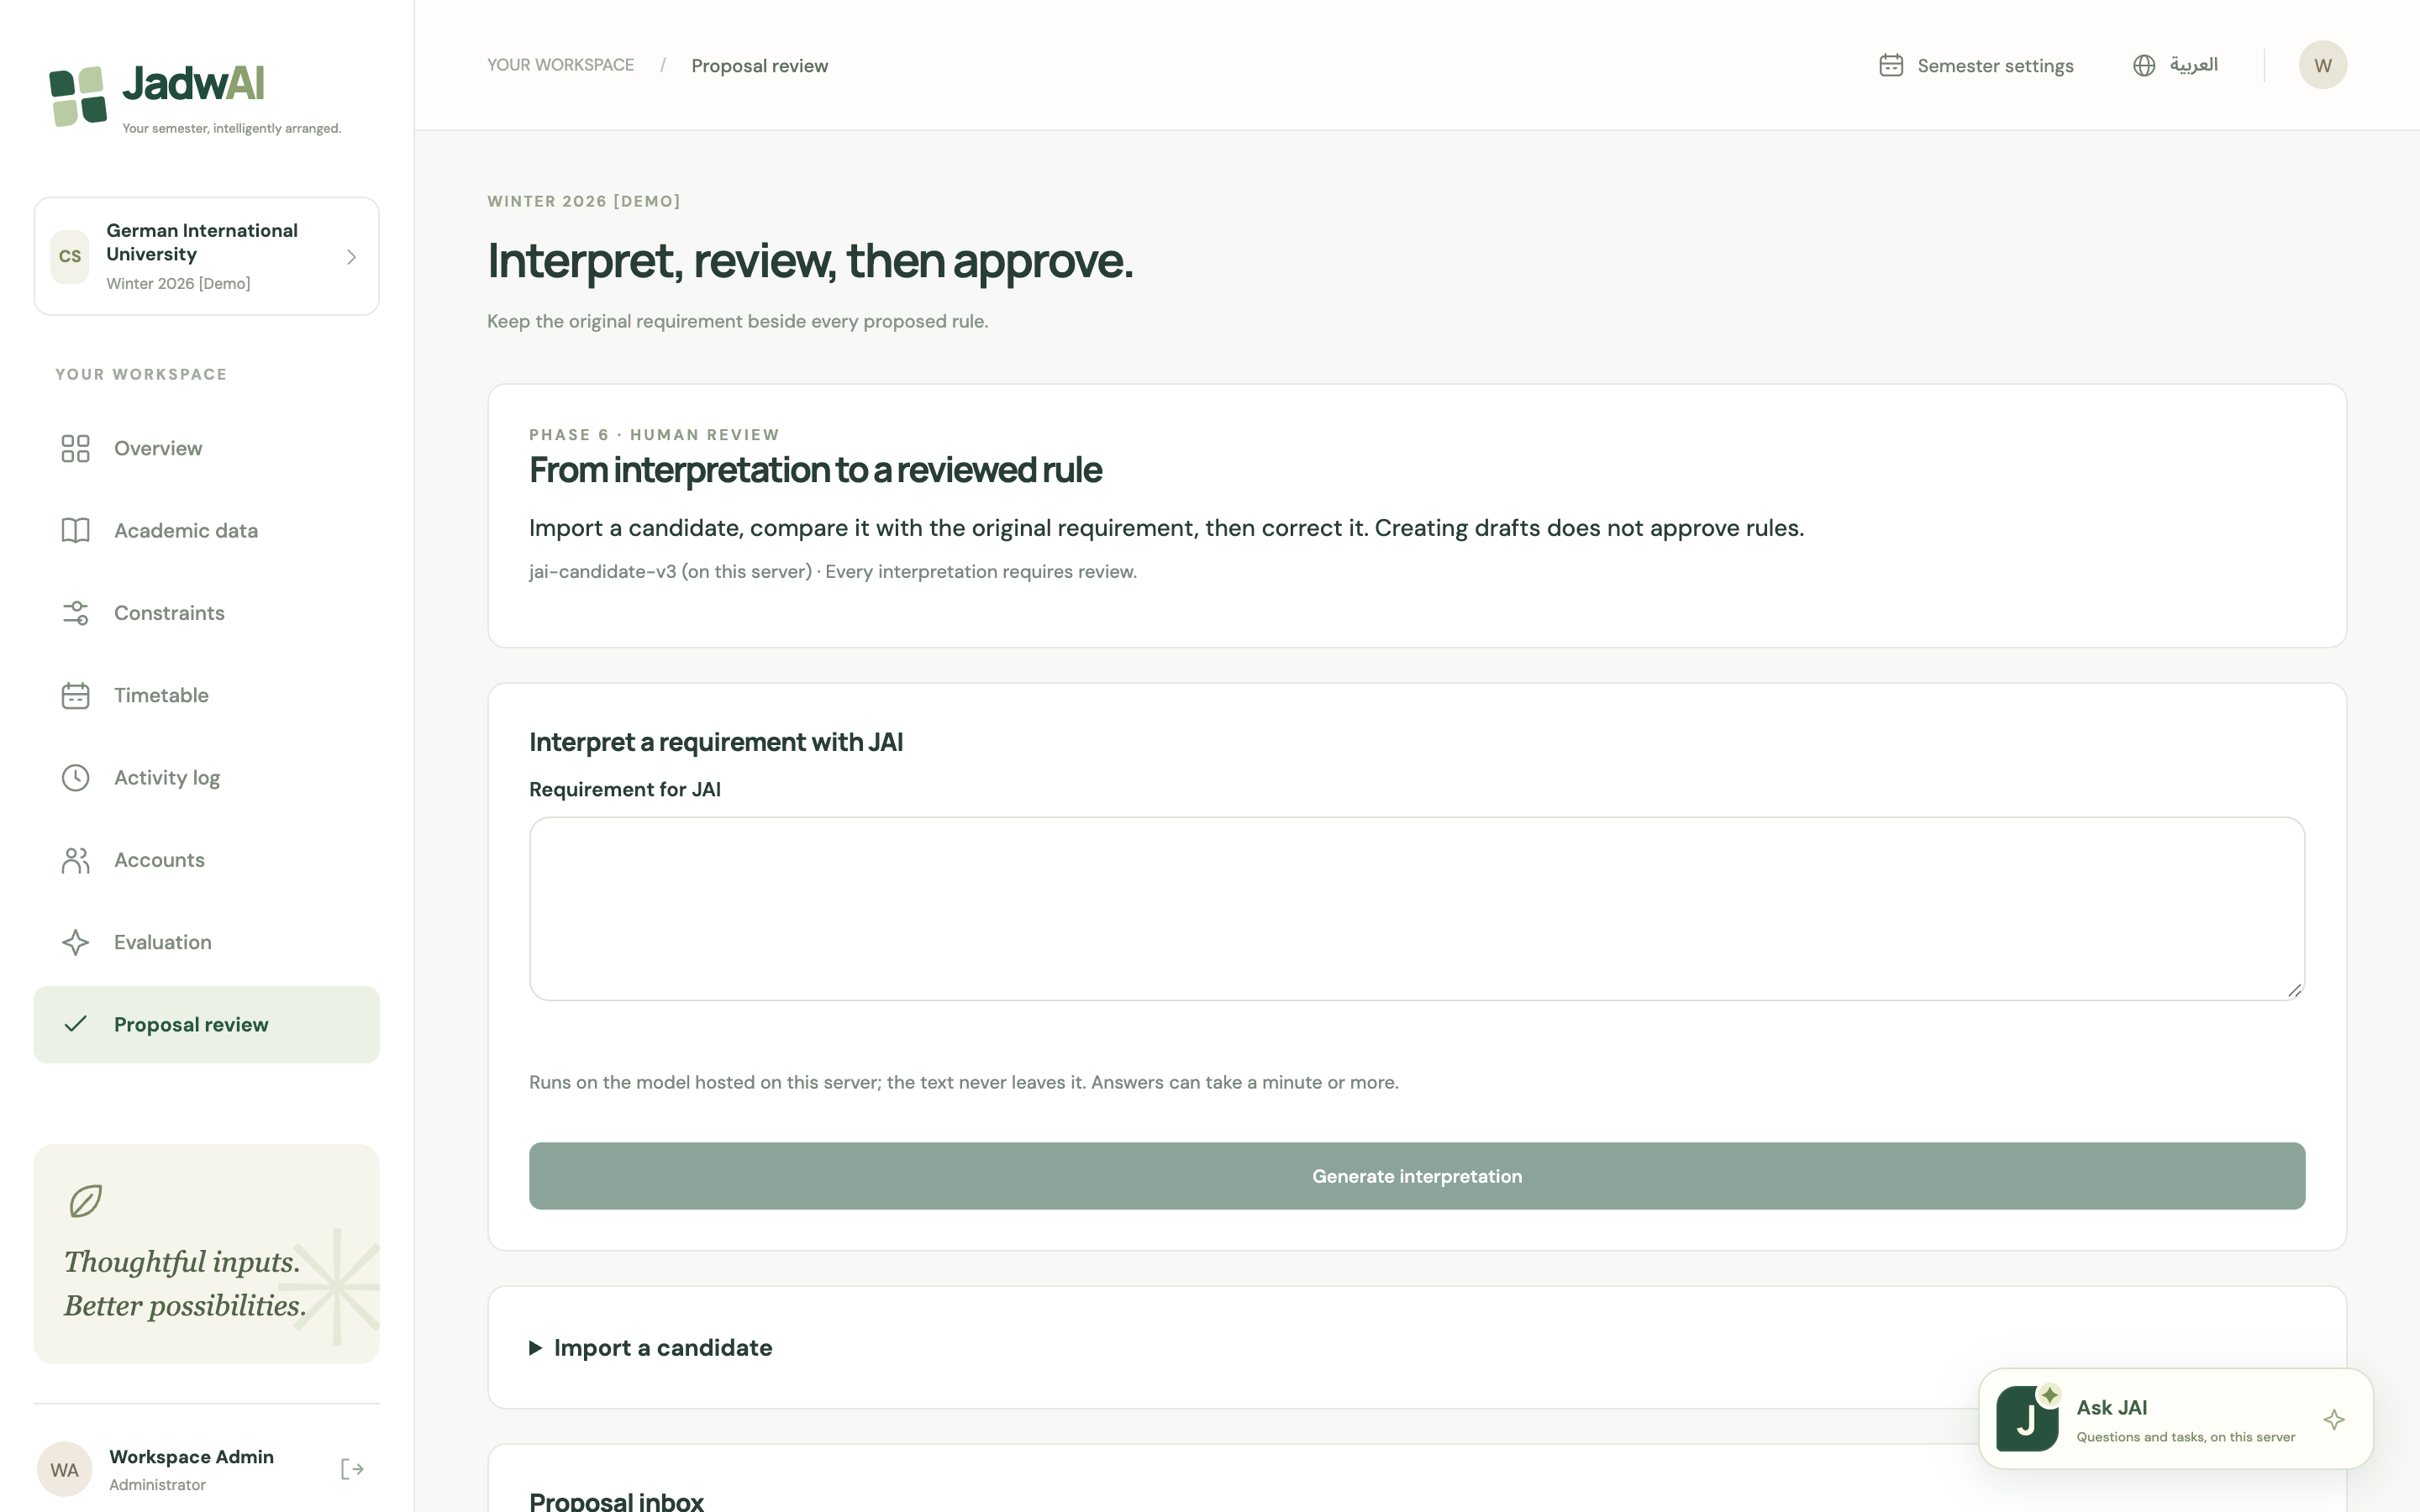 JadwAI
Your semester, intelligently arranged.
CS
German International
University
Winter 2026 [Demo]
YOUR WORKSPACE
Overview
Academic data
Constraints
Timetable
Activity log
Accounts
Evaluation
Proposal review
Thoughtful inputs.
Better possibilities.
WA
Workspace Admin
Administrator
YOUR WORKSPACE / Proposal review
Semester settings
العربية
W
WINTER 2026 [DEMO]
Interpret, review, then approve.
Keep the original requirement beside every proposed rule.
PHASE 6 · HUMAN REVIEW
From interpretation to a reviewed rule
Import a candidate, compare it with the original requirement, then correct it. Creating drafts does not approve rules.
jai-candidate-v3 (on this server) · Every interpretation requires review.
Interpret a requirement with JAI
Requirement for JAI
Runs on the model hosted on this server; the text never leaves it. Answers can take a minute or more.
Generate interpretation
Import a candidate
Proposal inbox
J
Ask JAI
Questions and tasks, on this server